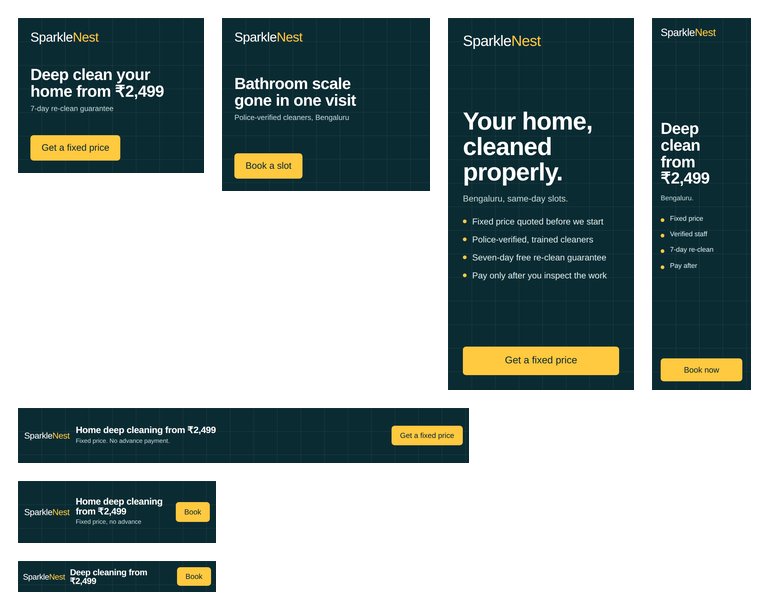 SparkleNest
Deep clean your
home from ₹2,499
7-day re-clean guarantee
Get a fixed price
SparkleNest
Bathroom scale
gone in one visit
Police-verified cleaners, Bengaluru
Book a slot
SparkleNest
Your home,
cleaned
properly.
Bengaluru, same-day slots.
Fixed price quoted before we start
Police-verified, trained cleaners
Seven-day free re-clean guarantee
Pay only after you inspect the work
Get a fixed price
SparkleNest
Deep
clean
from
₹2,499
Bengaluru.
Fixed price
Verified staff
7-day re-clean
Pay after
Book now
SparkleNest
Home deep cleaning from ₹2,499
Fixed price. No advance payment.
Get a fixed price
SparkleNest
Home deep cleaning
from ₹2,499
Fixed price, no advance
Book
SparkleNest
Deep cleaning from
₹2,499
Book